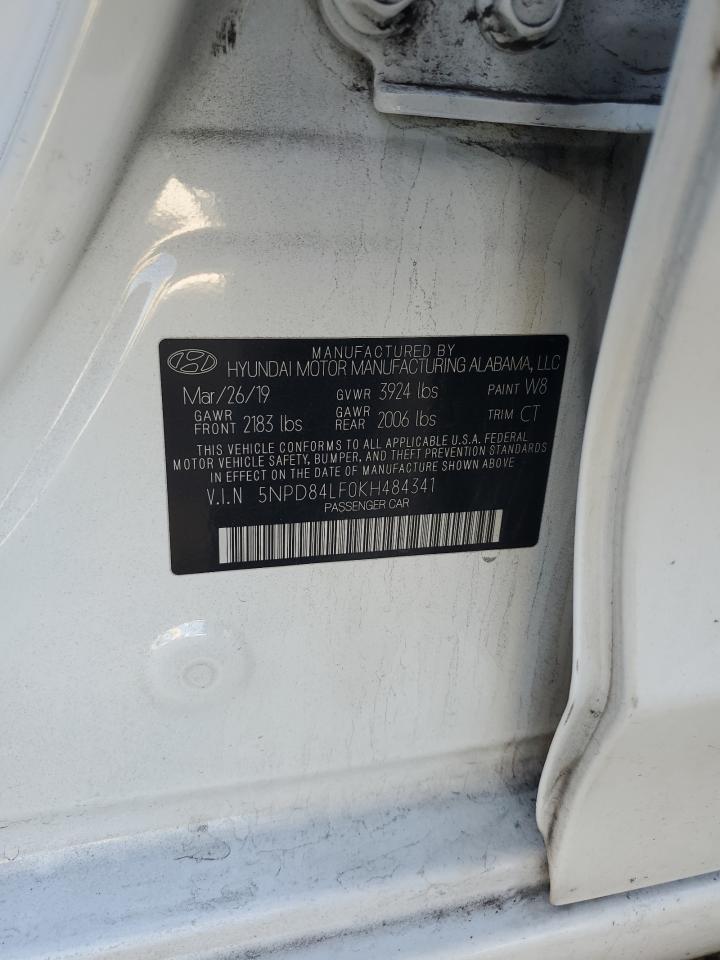 MANUFACTURED BY
HYUNDAI MOTOR MANUFACTURING ALABAMA, LLC
Mar/26/19 GVWR 3924 lbs PAINT W8
GAWR FRONT 2183 lbs GAWR REAR 2006 lbs TRIM CT
THIS VEHICLE CONFORMS TO ALL APPLICABLE U.S.A. FEDERAL
MOTOR VEHICLE SAFETY, BUMPER, AND THEFT PREVENTION STANDARDS
IN EFFECT ON THE DATE OF MANUFACTURE SHOWN ABOVE
V.I.N 5NPD84LF0KH484341
PASSENGER CAR